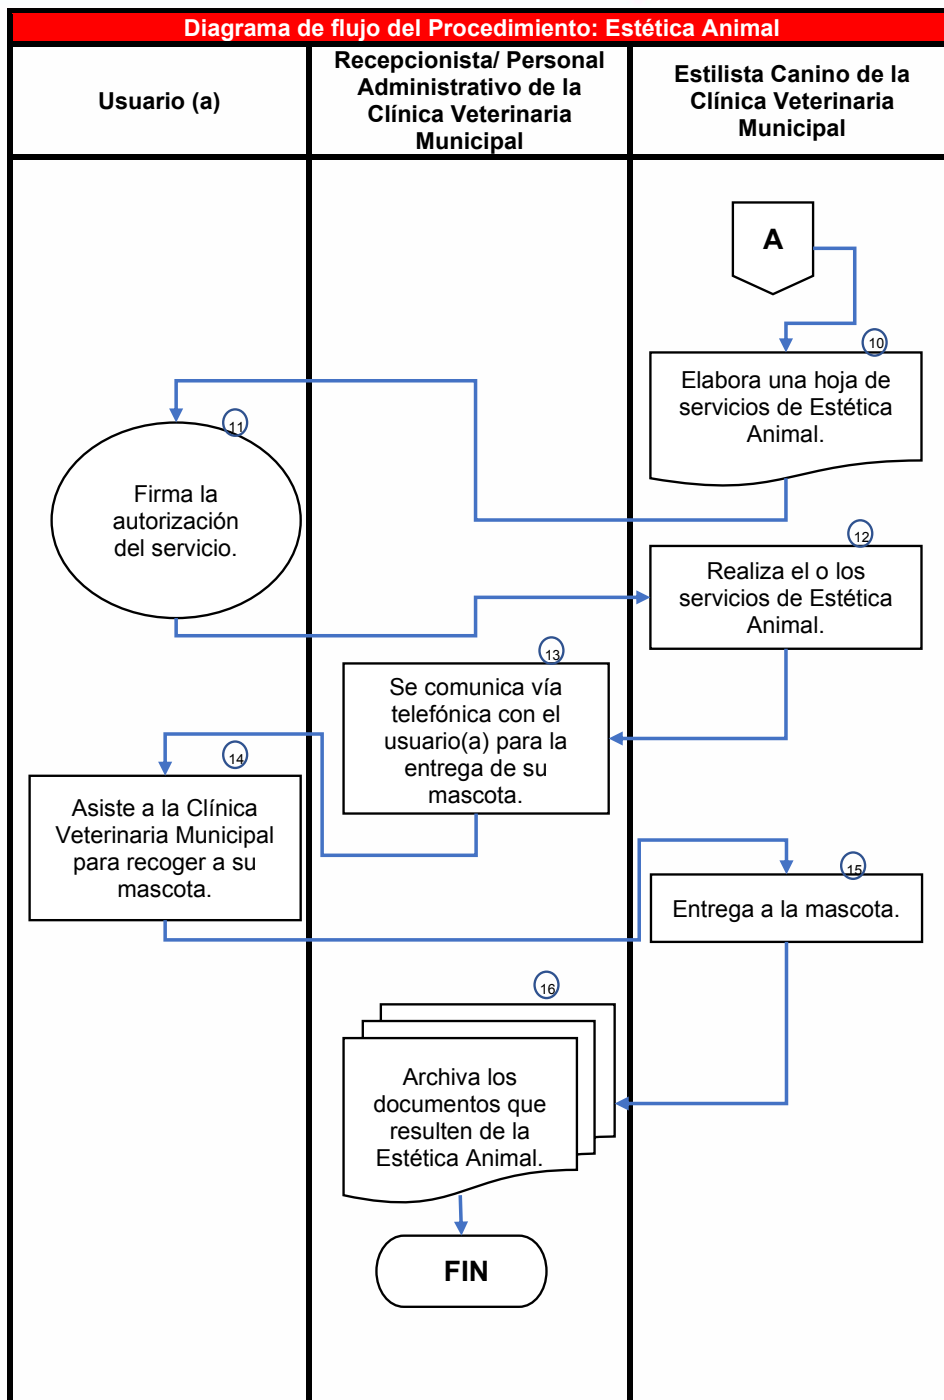 Diagrama de flujo del Procedimiento: Estética Animal
Usuario (a)
Recepcionista/ Personal
Administrativo de la
Clínica Veterinaria
Municipal
Estilista Canino de la
Clínica Veterinaria
Municipal
A
10
Elabora una hoja de
servicios de Estética
Animal.
11
Firma la
autorización
del servicio.
12
Realiza el o los
servicios de Estética
Animal.
13
Se comunica vía
telefónica con el
usuario(a) para la
entrega de su
mascota.
14
Asiste a la Clínica
Veterinaria Municipal
para recoger a su
mascota.
15
Entrega a la mascota.
16
Archiva los
documentos que
resulten de la
Estética Animal.
FIN